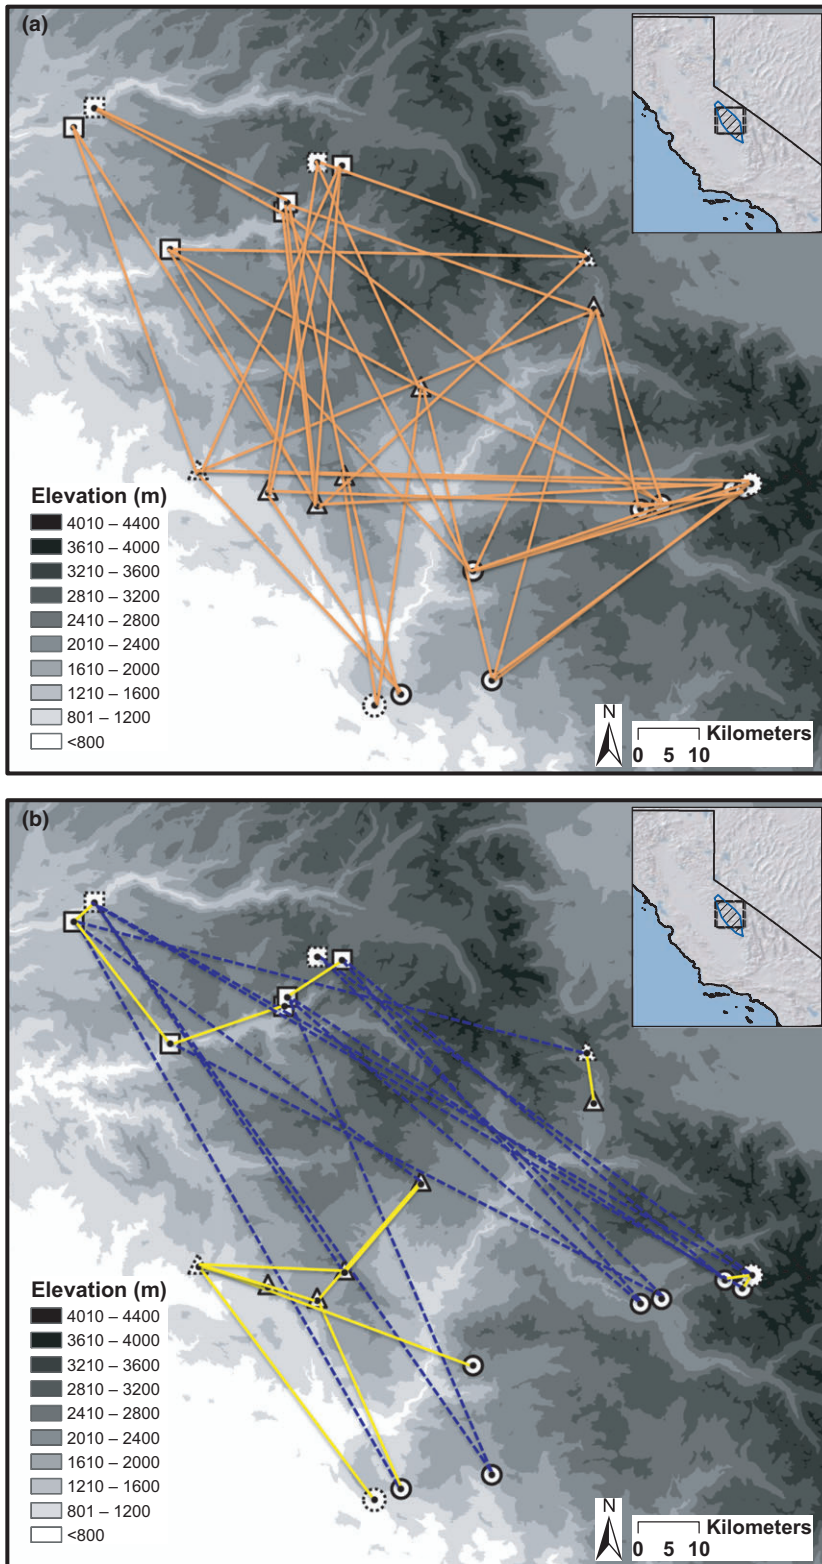 (a)
Elevation (m)
4010 – 4400
3610 – 4000
3210 – 3600
2810 – 3200
2410 – 2800
2010 – 2400
1610 – 2000
1210 – 1600
801 – 1200
<800
N
Kilometers
0 5 10
(b)
Elevation (m)
4010 – 4400
3610 – 4000
3210 – 3600
2810 – 3200
2410 – 2800
2010 – 2400
1610 – 2000
1210 – 1600
801 – 1200
<800
N
Kilometers
0 5 10